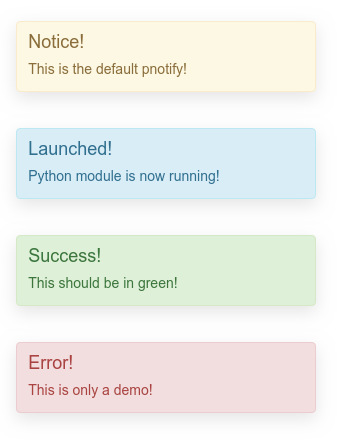 Notice!
This is the default pnotify!
Launched!
Python module is now running!
Success!
This should be in green!
Error!
This is only a demo!